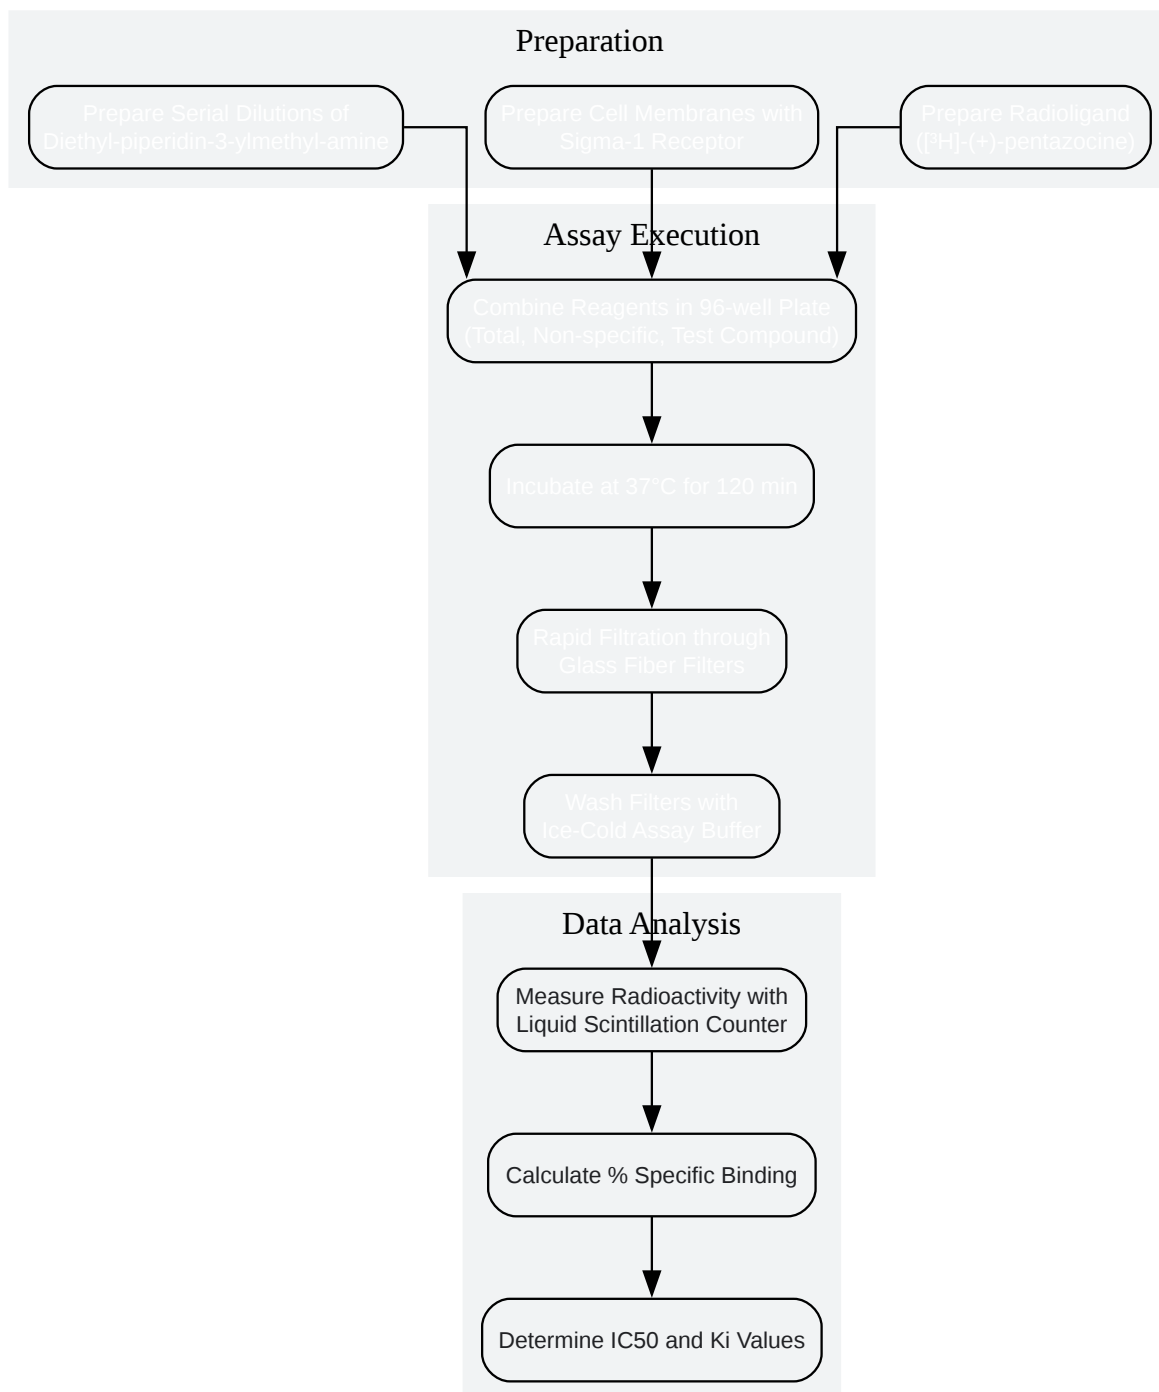 Preparation
Prepare Serial Dilutions of
Diethyl-piperidin-3-ylmethyl-amine
Prepare Cell Membranes with
Sigma-1 Receptor
Prepare Radioligand
([³H]-(+)-pentazocine)
Assay Execution
Combine Reagents in 96-well Plate
(Total, Non-specific, Test Compound)
Incubate at 37°C for 120 min
Rapid Filtration through
Glass Fiber Filters
Wash Filters with
Ice-Cold Assay Buffer
Data Analysis
Measure Radioactivity with
Liquid Scintillation Counter
Calculate % Specific Binding
Determine IC50 and Ki Values